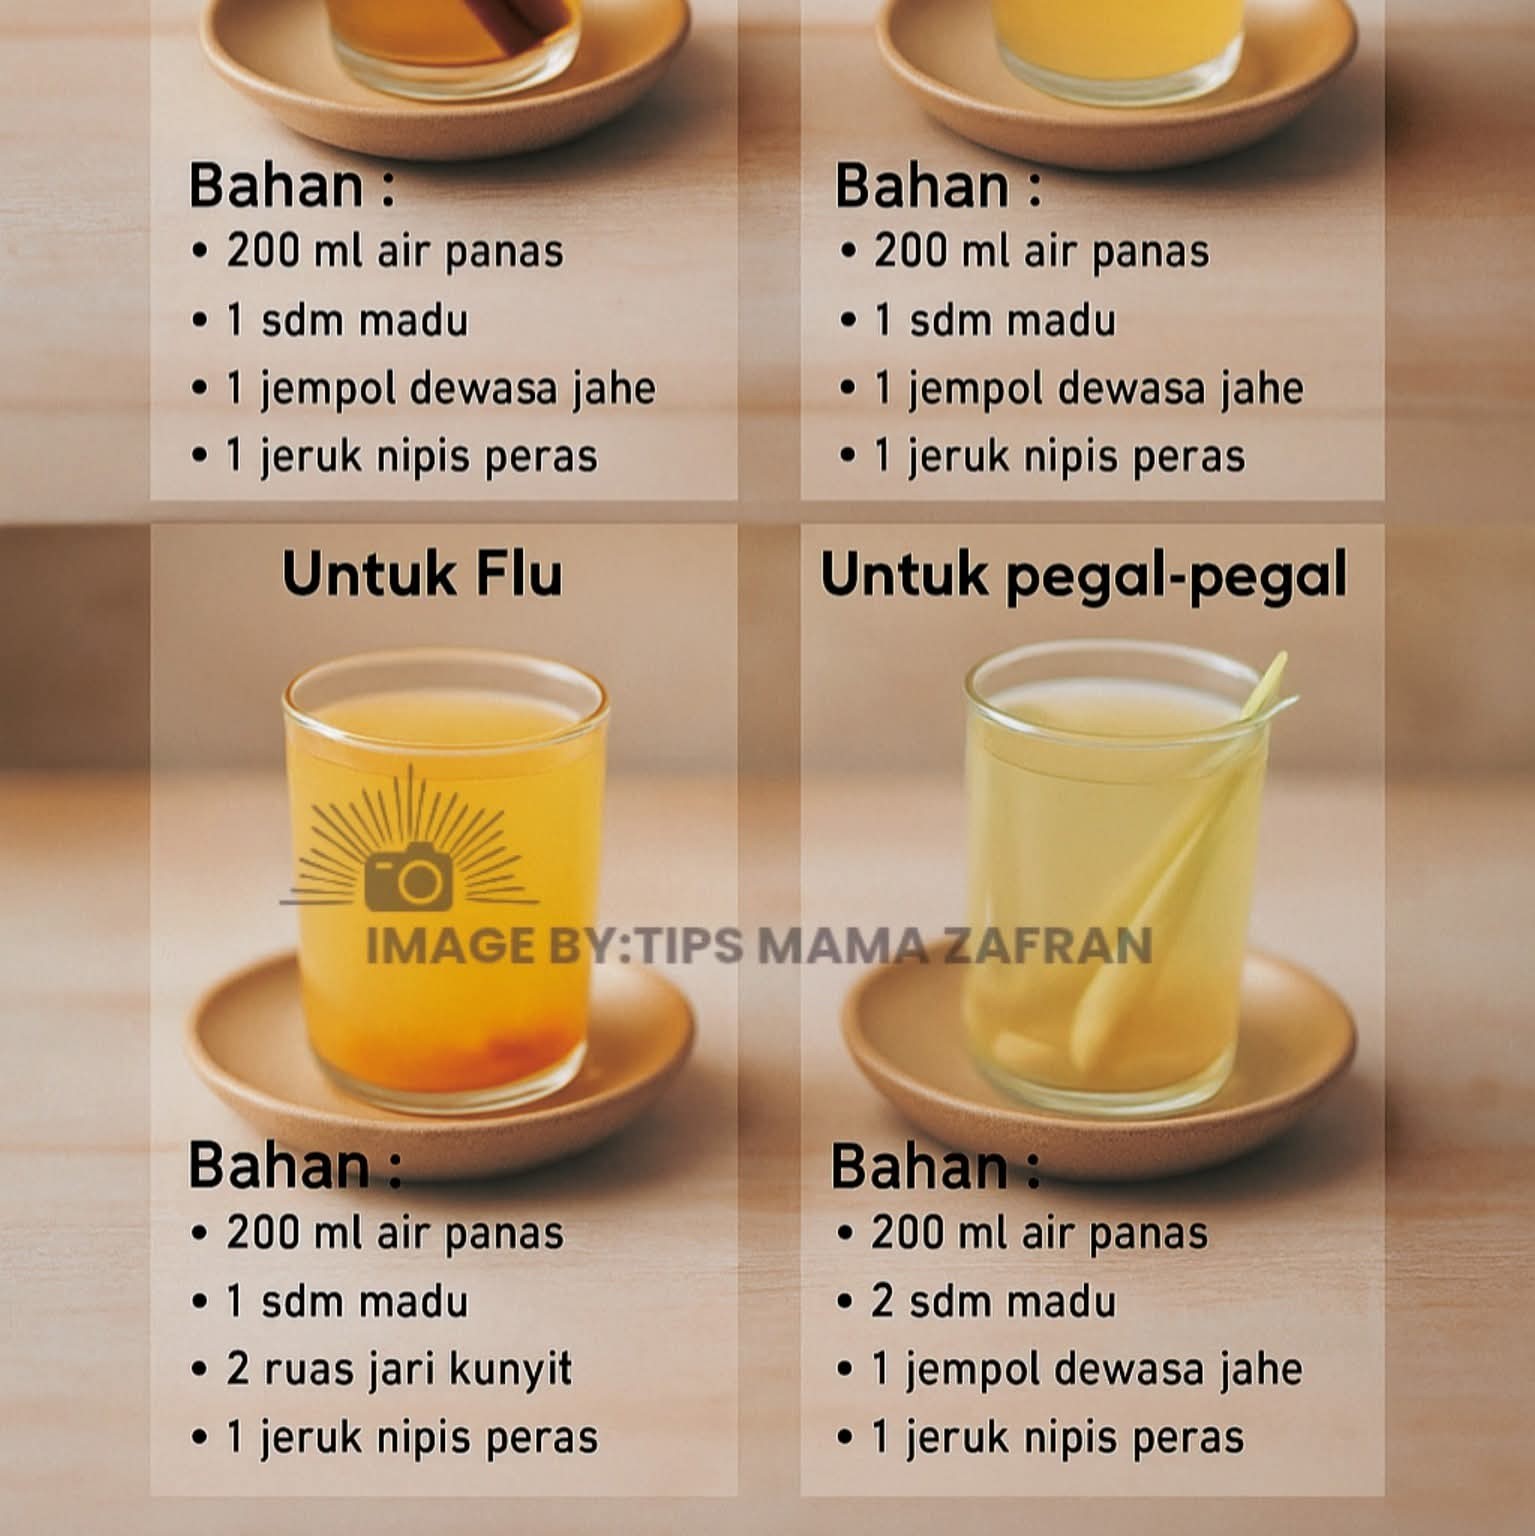 Bahan :
• 200 ml air panas
• 1 sdm madu
• 1 jempol dewasa jahe
• 1 jeruk nipis peras
Bahan :
• 200 ml air panas
• 1 sdm madu
• 1 jempol dewasa jahe
• 1 jeruk nipis peras
Untuk Flu
Bahan :
• 200 ml air panas
• 1 sdm madu
• 2 ruas jari kunyit
• 1 jeruk nipis peras
Untuk pegal-pegal
Bahan :
• 200 ml air panas
• 2 sdm madu
• 1 jempol dewasa jahe
• 1 jeruk nipis peras
IMAGE BY:TIPS MAMA ZAFRAN